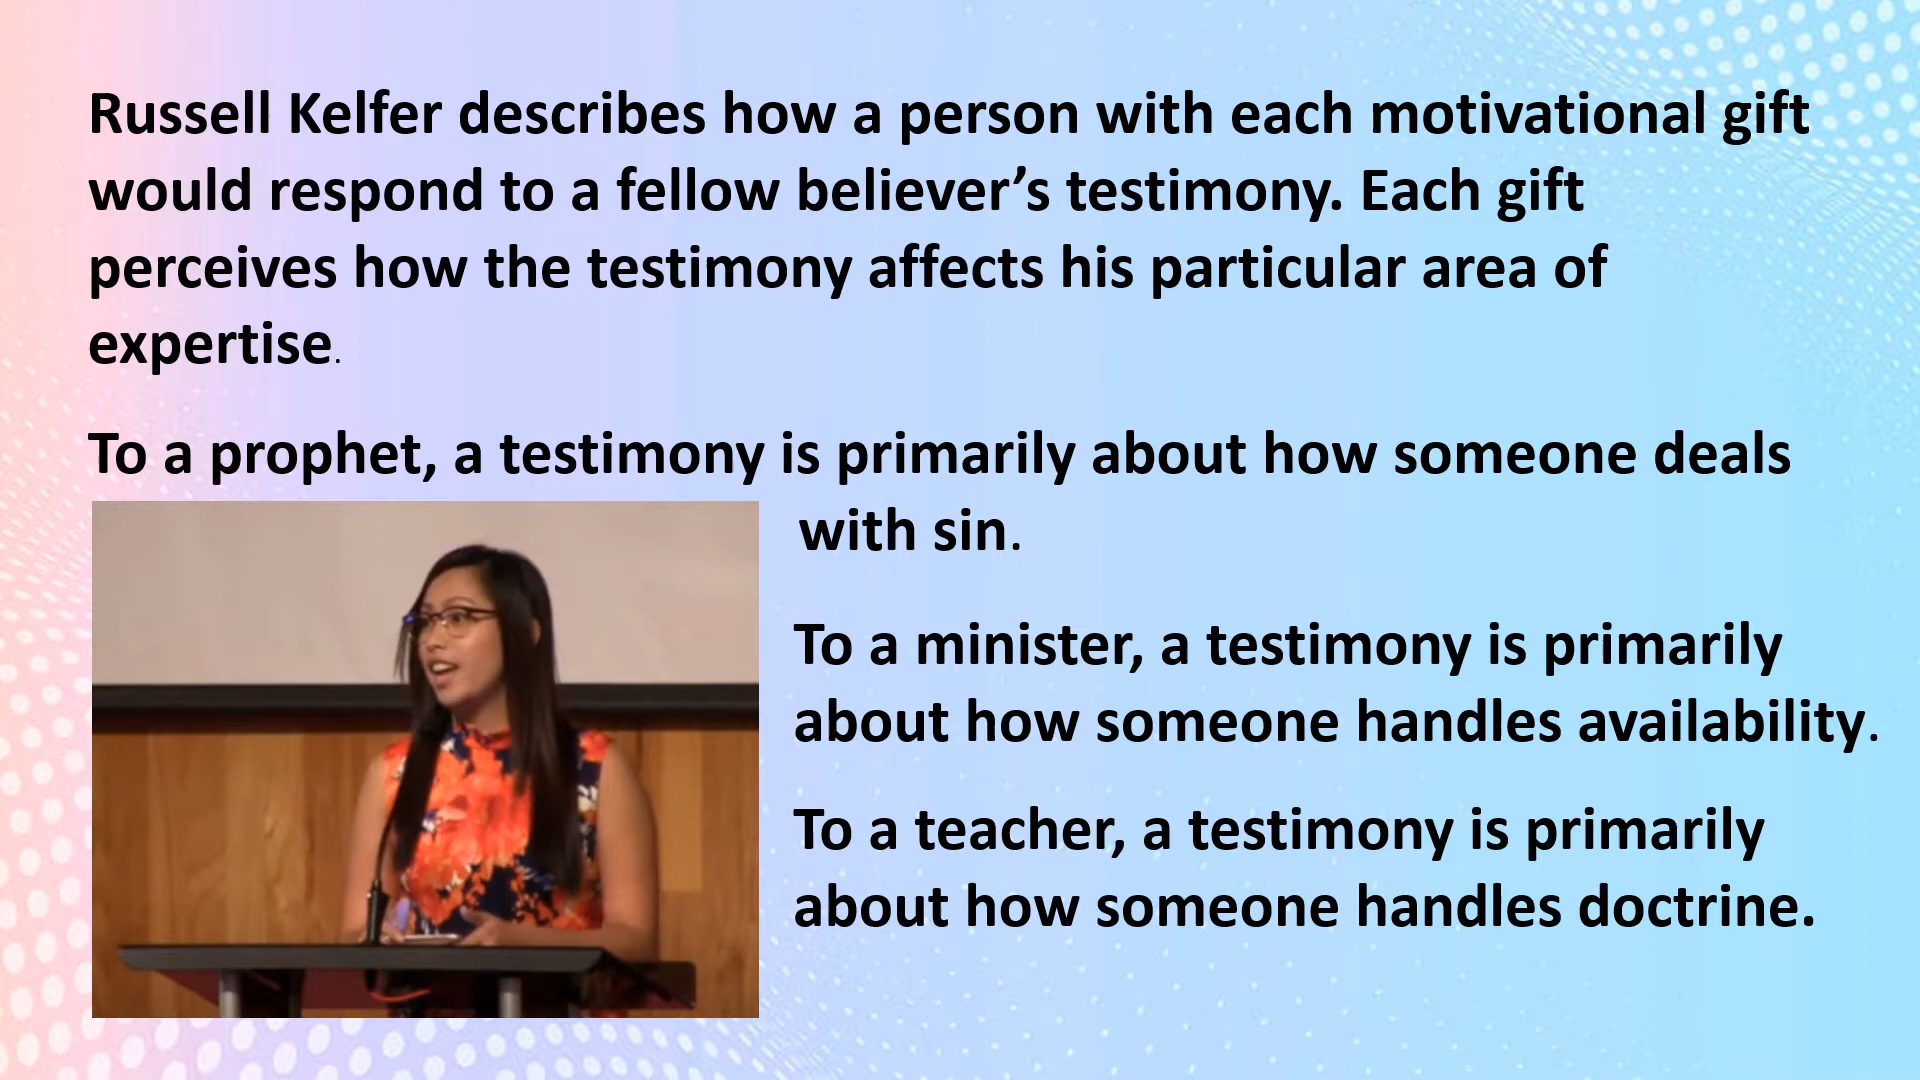 Russell Kelfer describes how a person with each motivational gift
would respond to a fellow believer’s testimony. Each gift
perceives how the testimony affects his particular area of
expertise.
To a prophet, a testimony is primarily about how someone deals
with sin.
To a minister, a testimony is primarily
about how someone handles availability.
To a teacher, a testimony is primarily
about how someone handles doctrine.